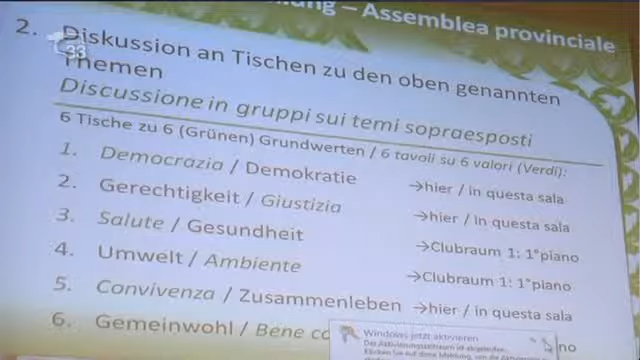 – Assemblea provinciale
2. Diskussion an Tischen zu den oben genannten
33
Themen
Discussione in gruppi sui temi sopraesposti
6 Tische zu 6 (Grünen) Grundwerten / 6 tavoli su 6 valori (Verdi):
1. Democrazia / Demokratie →hier / in questa sala
2. Gerechtigkeit / Giustizia →hier / in questa sala
3. Salute / Gesundheit →Clubraum 1: 1°piano
4. Umwelt / Ambiente →Clubraum 1: 1°piano
5. Convivenza / Zusammenleben →hier / in questa sala
6. Gemeinwohl / Bene
Windows jetzt aktivieren